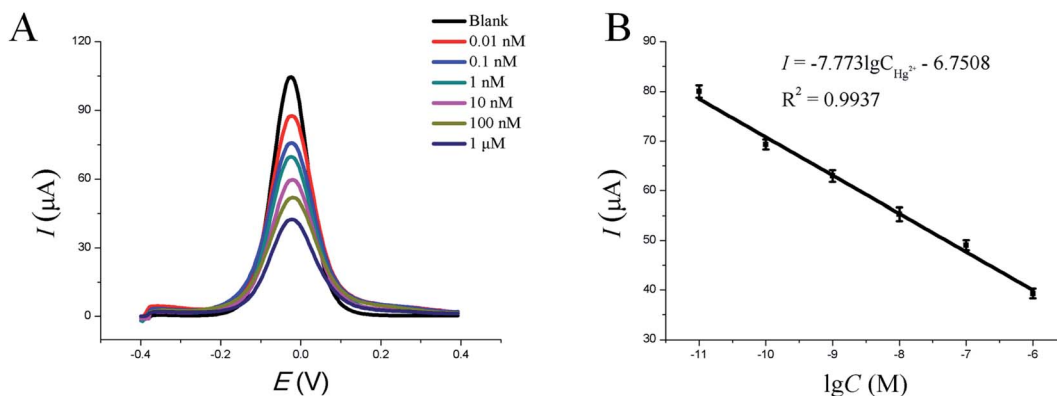 A
120
90
60
30
0
I (μA)
-0.4
-0.2
0.0
0.2
0.4
E (V)
Blank
0.01 nM
0.1 nM
1 nM
10 nM
100 nM
1 μM
B
90
80
70
60
50
40
30
I (μA)
-11
-10
-9
-8
-7
-6
lgC (M)
I = -7.773lgC_Hg²⁺ - 6.7508
R² = 0.9937